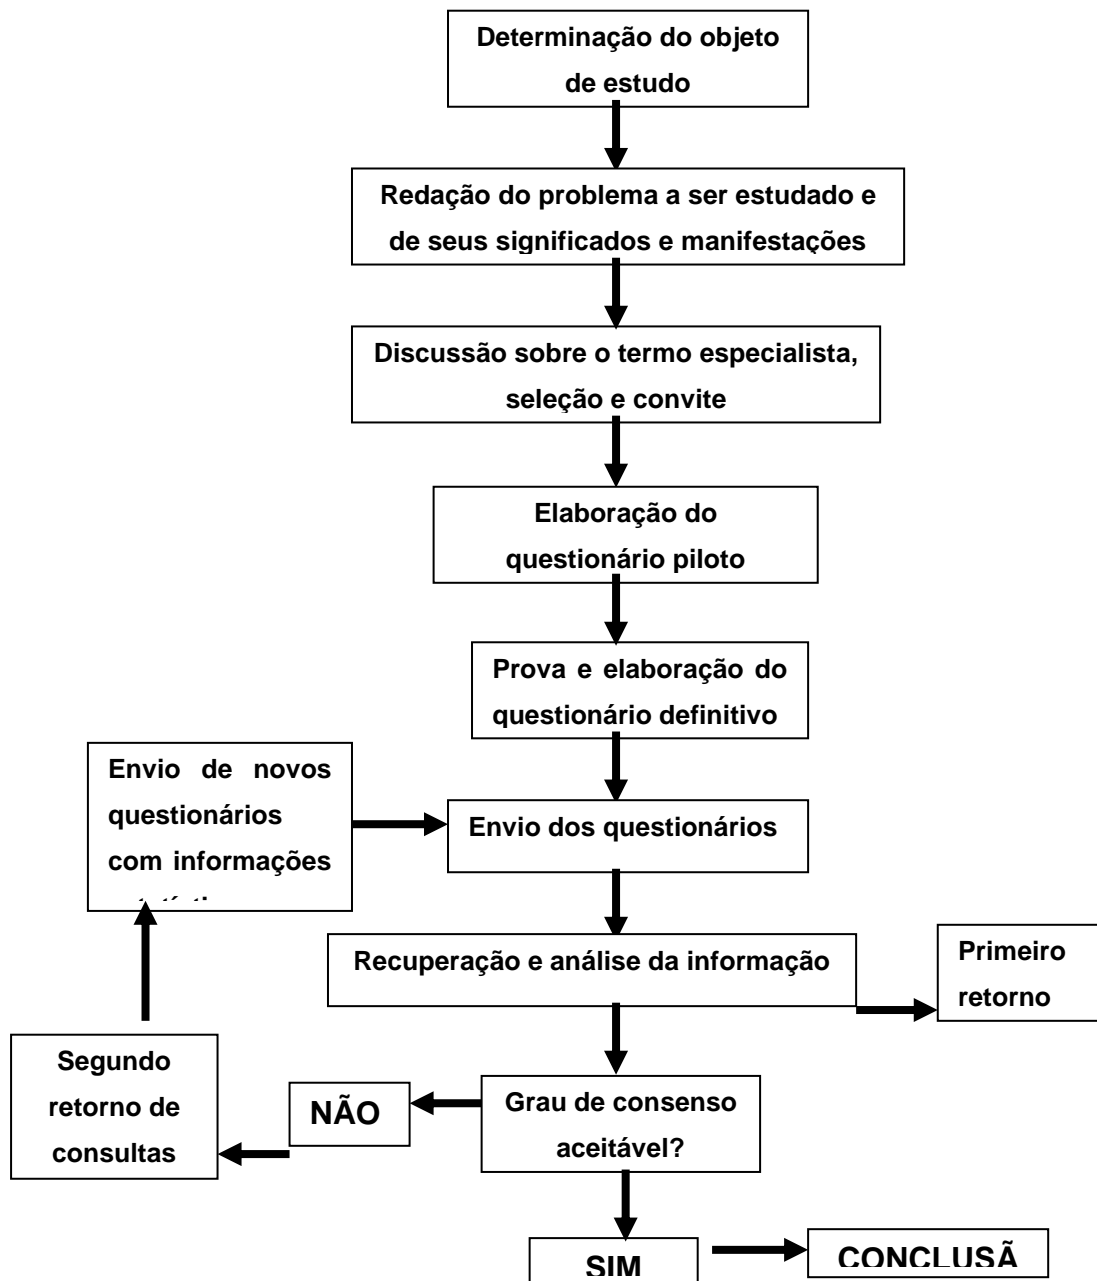 Determinação do objeto
de estudo
Redação do problema a ser estudado e
de seus significados e manifestações
Discussão sobre o termo especialista,
seleção e convite
Elaboração do
questionário piloto
Prova e elaboração do
questionário definitivo
Envio de novos
questionários
com informações
Envio dos questionários
Recuperação e análise da informação
Primeiro
retorno
Segundo
retorno de
consultas
NÃO
Grau de consenso
aceitável?
SIM
CONCLUSÃ